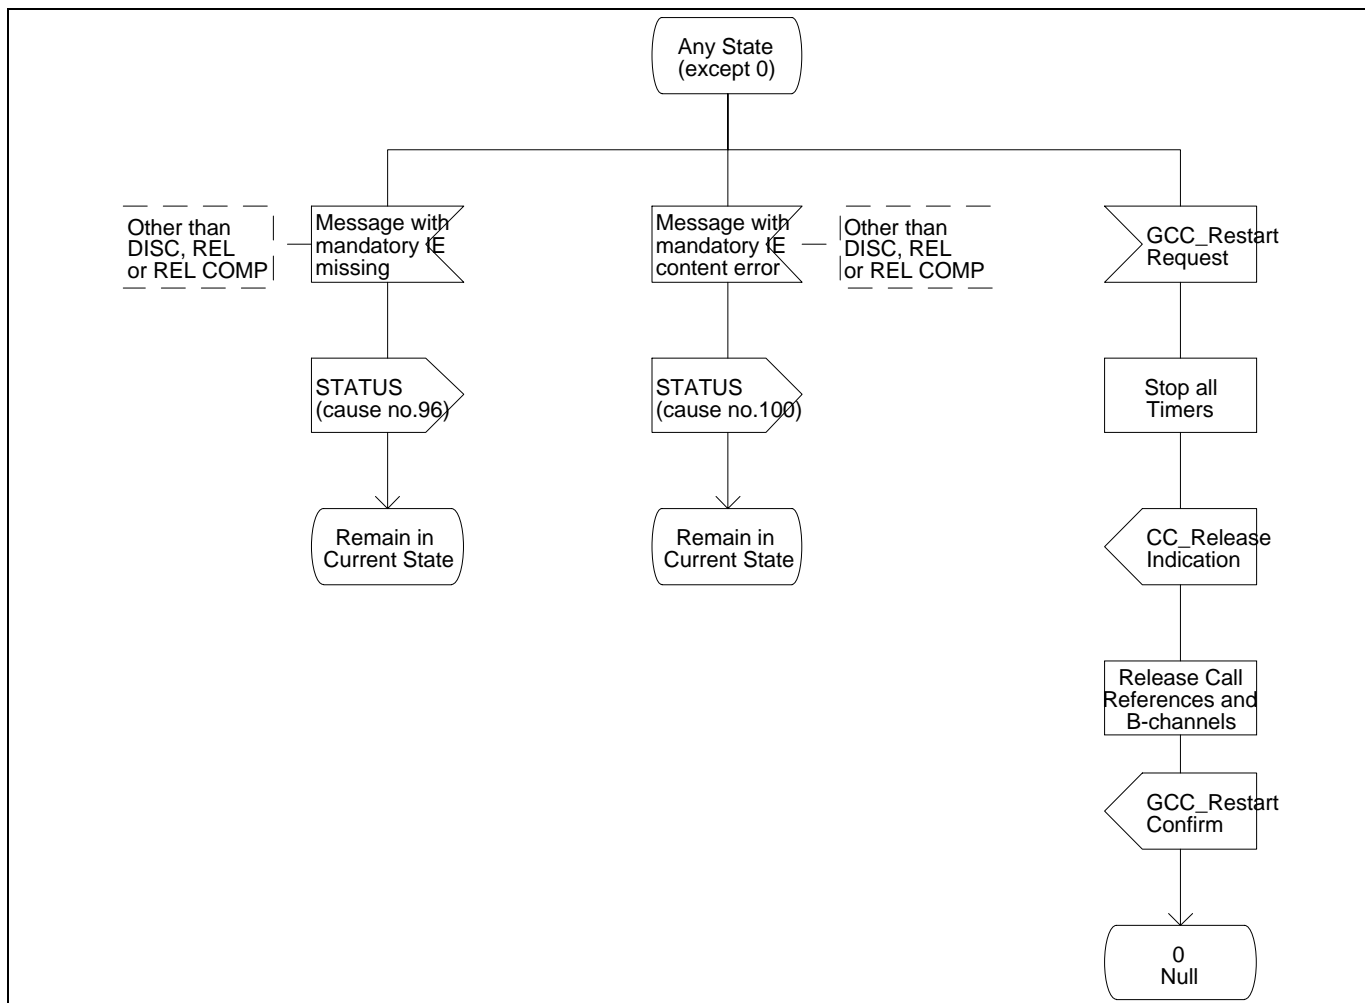 Any State
(except 0)
Other than
DISC, REL
or REL COMP
Message with
mandatory IE
missing
Message with
mandatory IE
content error
Other than
DISC, REL
or REL COMP
GCC_Restart
Request
STATUS
(cause no.96)
STATUS
(cause no.100)
Stop all
Timers
Remain in
Current State
Remain in
Current State
CC_Release
Indication
Release Call
References and
B-channels
GCC_Restart
Confirm
0
Null